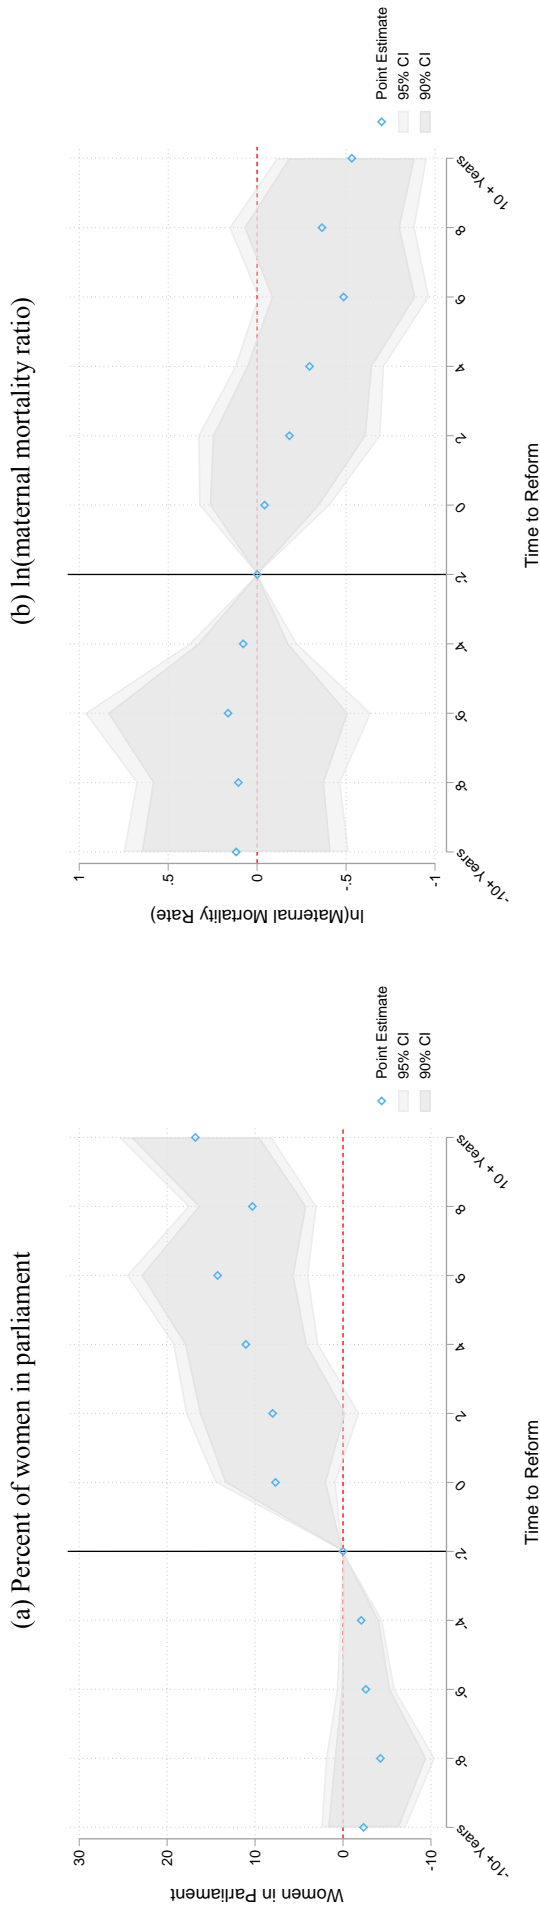 (a) Percent of women in parliament
Women in Parliament
30
20
10
0
-10
-10+ Years
-8
-6
-4
-2
0
2
4
6
8
10 + Years
Time to Reform
Point Estimate
95% CI
90% CI
(b) ln(maternal mortality ratio)
ln(Maternal Mortality Rate)
1
.5
0
-.5
-1
-10+ Years
-8
-6
-4
-2
0
2
4
6
8
10 + Years
Time to Reform
Point Estimate
95% CI
90% CI